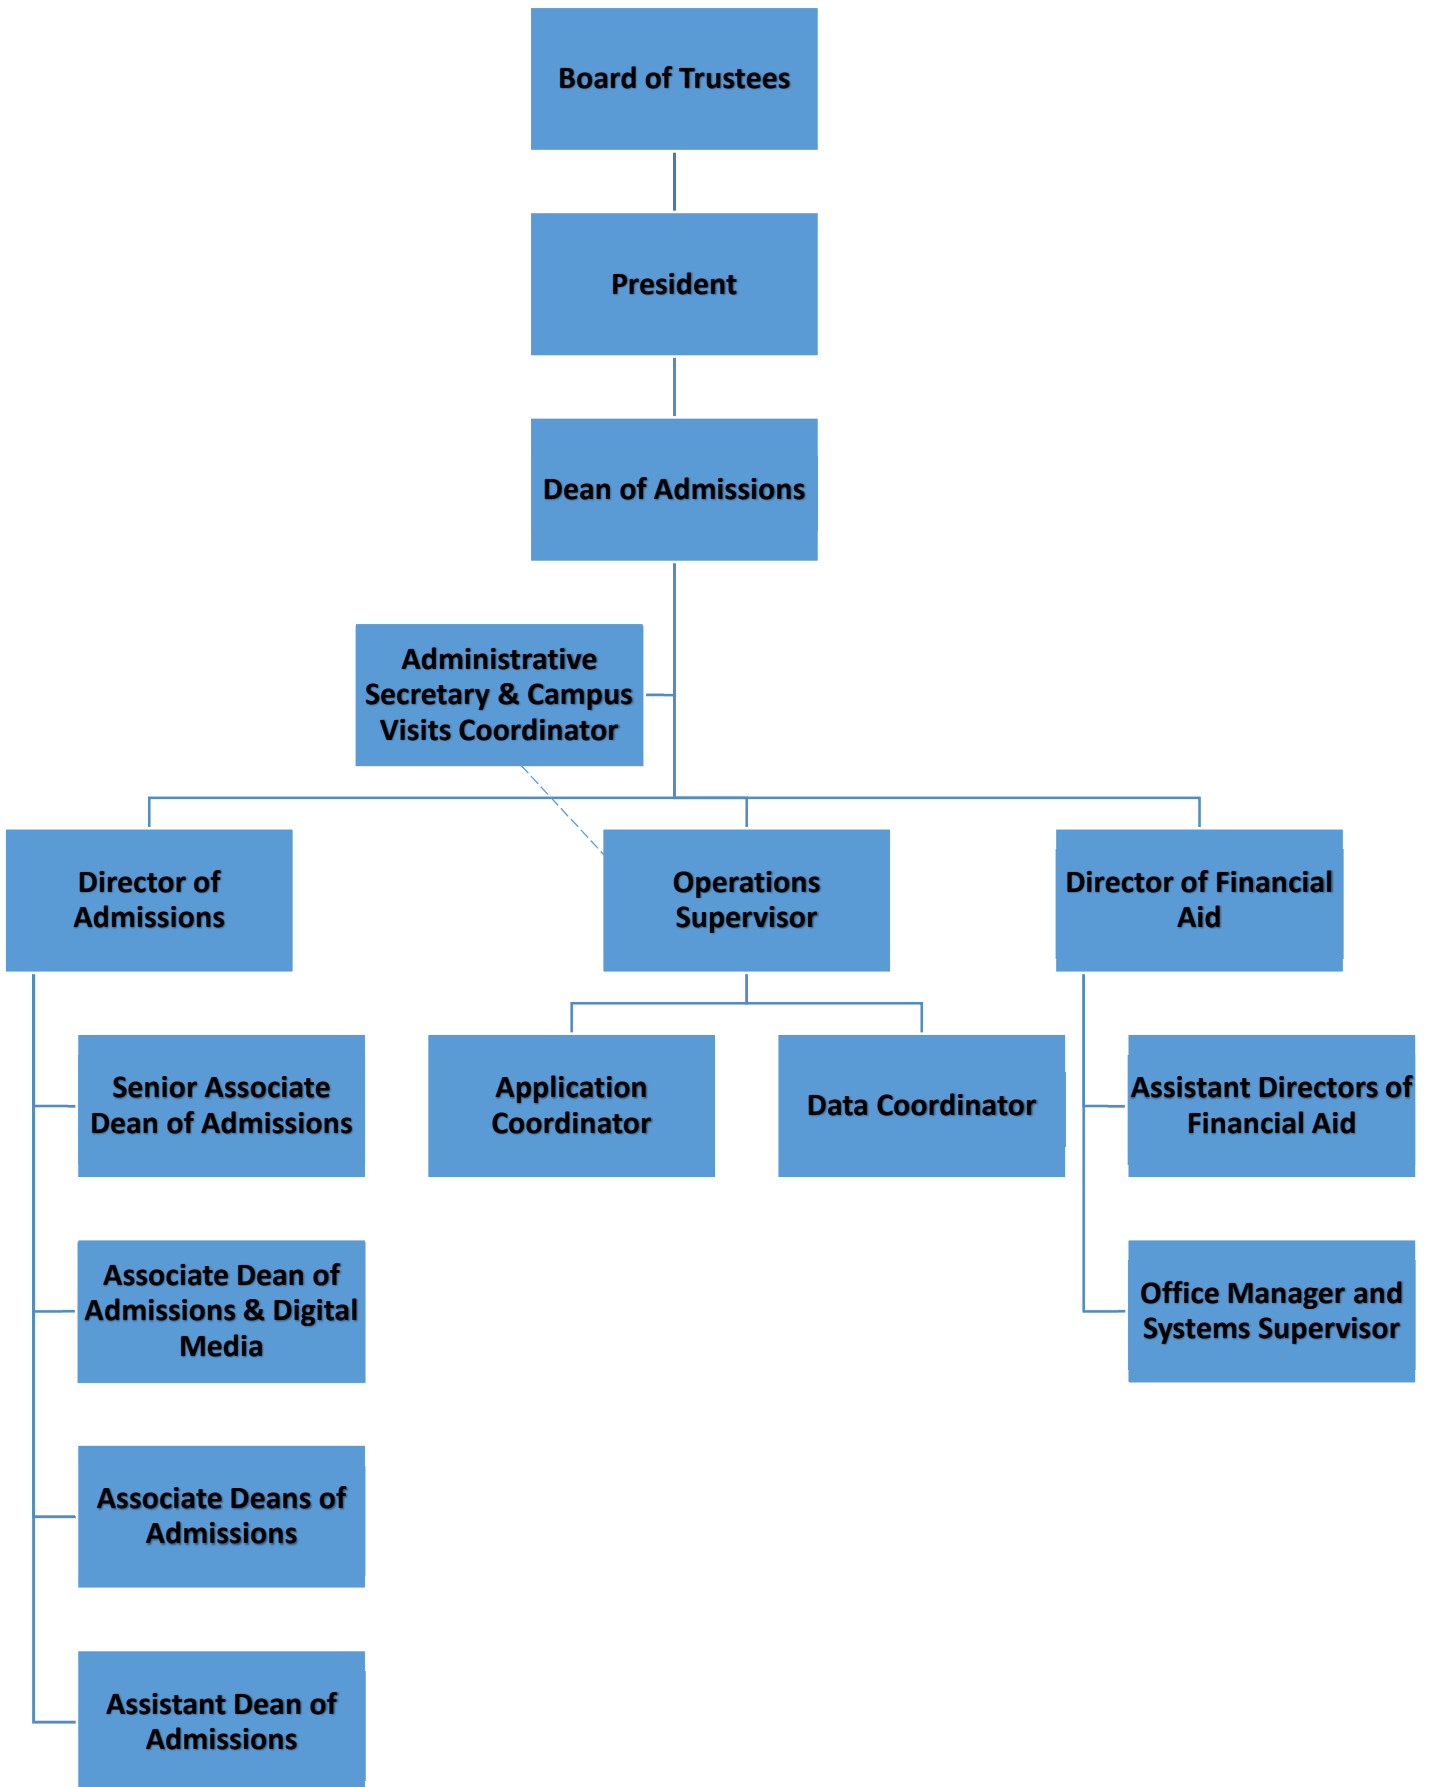 Board of Trustees
President
Dean of Admissions
Administrative
Secretary & Campus
Visits Coordinator
Director of
Admissions
Operations
Supervisor
Director of Financial
Aid
Senior Associate
Dean of Admissions
Application
Coordinator
Data Coordinator
Assistant Directors of
Financial Aid
Associate Dean of
Admissions & Digital
Media
Office Manager and
Systems Supervisor
Associate Deans of
Admissions
Assistant Dean of
Admissions